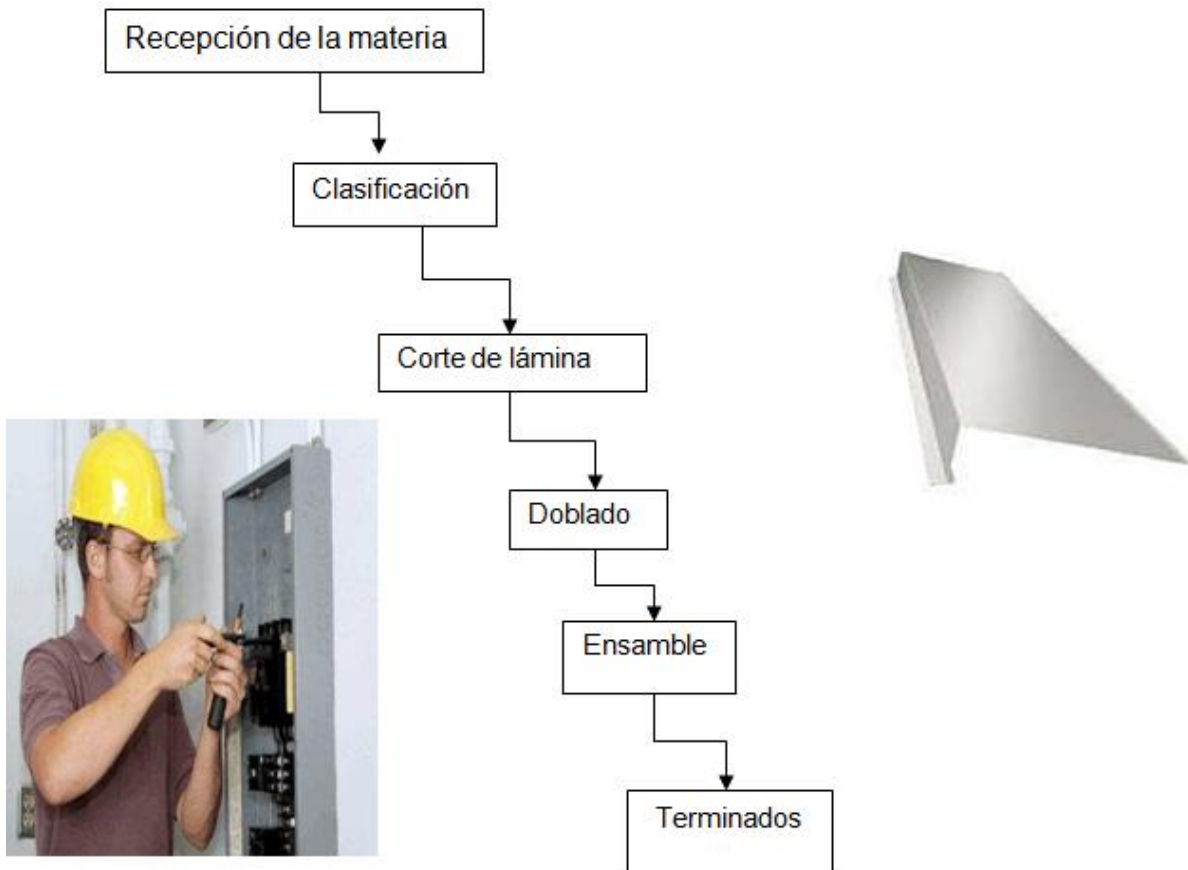 Recepción de la materia
Clasificación
Corte de lámina
Doblado
Ensamble
Terminados